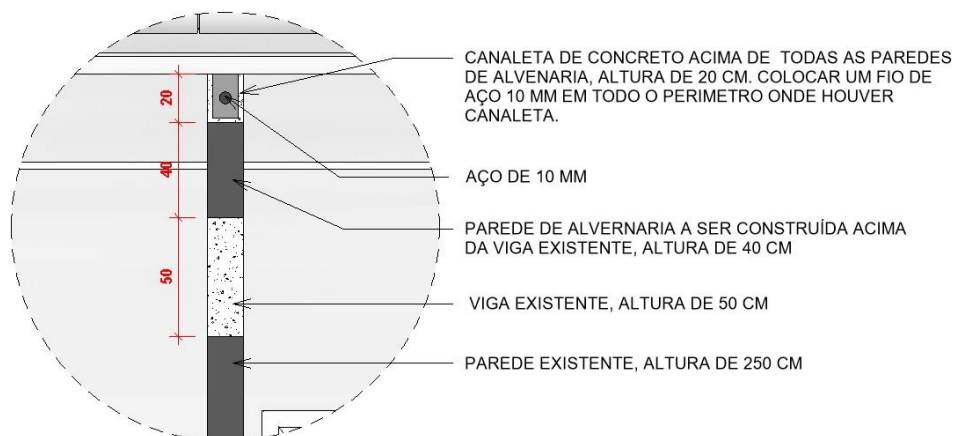 CANALETA DE CONCRETO ACIMA DE TODAS AS PAREDES
DE ALVENARIA, ALTURA DE 20 CM. COLOCAR UM FIO DE
AÇO 10 MM EM TODO O PERIMETRO ONDE HOUVER
CANALETA.
20
AÇO DE 10 MM
40
PAREDE DE ALVERNARIA A SER CONSTRUÍDA ACIMA
DA VIGA EXISTENTE, ALTURA DE 40 CM
50
VIGA EXISTENTE, ALTURA DE 50 CM
PAREDE EXISTENTE, ALTURA DE 250 CM